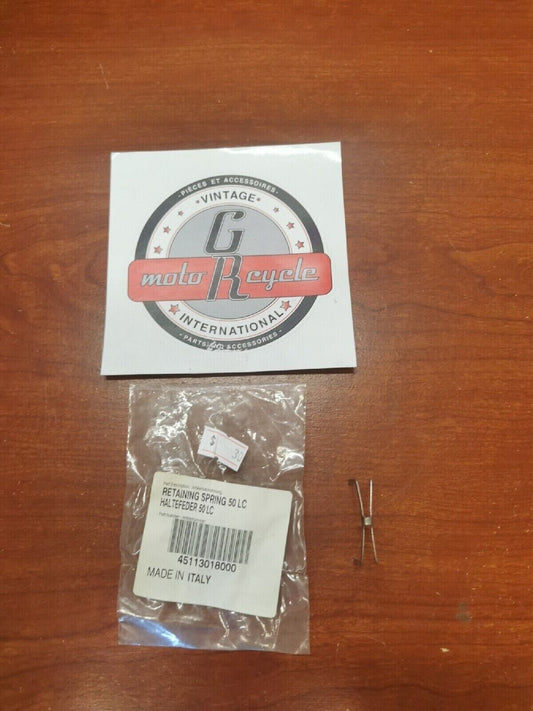 - PIÈCES ET ACCESSOIRES -
VINTAGE
G
moto R cycle
INTERNATIONAL
- PARTS AND ACCESSORIES -
RETAINING SPRING 50 LC
HALTEFEDER 50 LC
45113018000
MADE IN ITALY